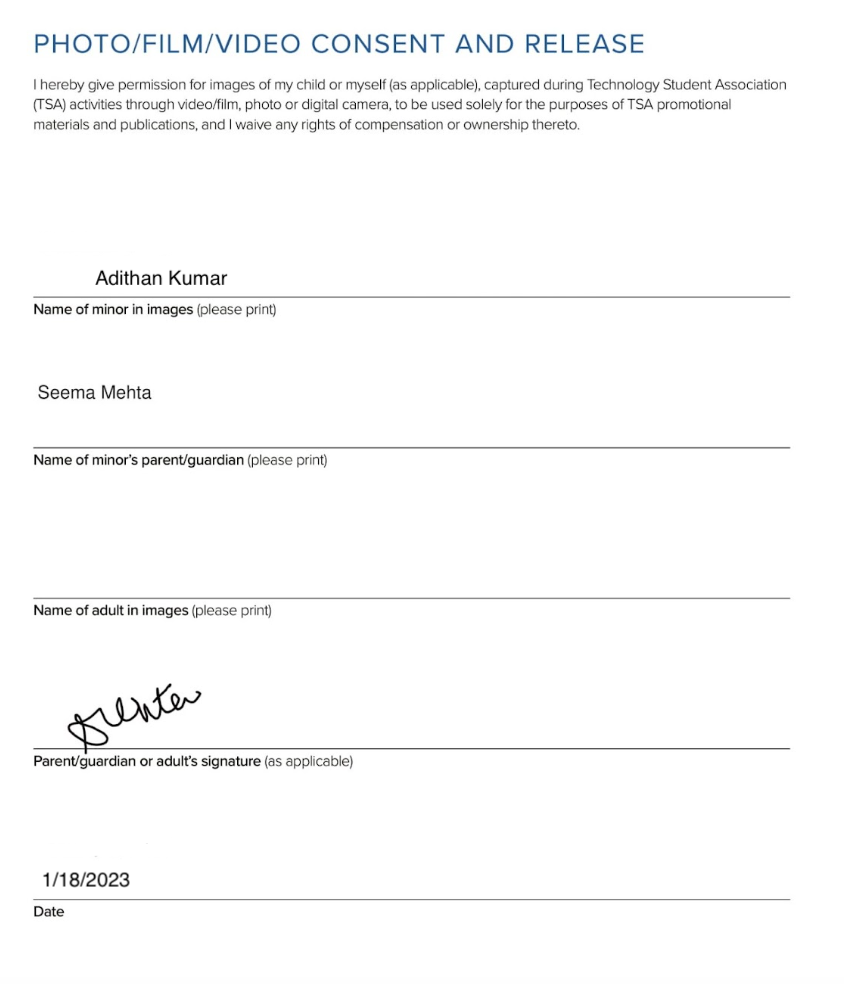 PHOTO/FILM/VIDEO CONSENT AND RELEASE
I hereby give permission for images of my child or myself (as applicable), captured during Technology Student Association
(TSA) activities through video/film, photo or digital camera, to be used solely for the purposes of TSA promotional
materials and publications, and I waive any rights of compensation or ownership thereto.
Adithan Kumar
Name of minor in images (please print)
Seema Mehta
Name of minor's parent/guardian (please print)
Name of adult in images (please print)
Parent/guardian or adult's signature (as applicable)
1/18/2023
Date